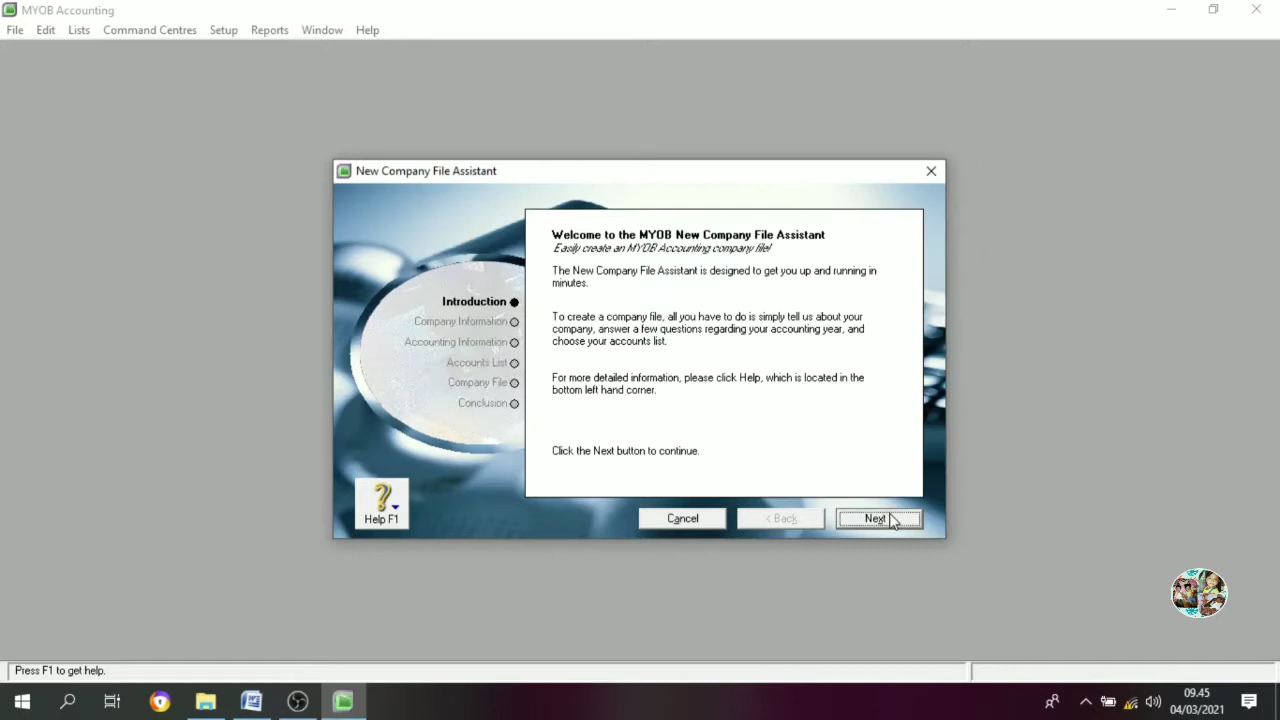 MYOB Accounting
File Edit Lists Command Centres Setup Reports Window Help
New Company File Assistant
Welcome to the MYOB New Company File Assistant
Easily create an MYOB Accounting company file!
The New Company File Assistant is designed to get you up and running in
minutes.
To create a company file, all you have to do is simply tell us about your
company, answer a few questions regarding your accounting year, and
choose your accounts list.
For more detailed information, please click Help, which is located in the
bottom left hand corner.
Click the Next button to continue.
Introduction
Company Information
Accounting Information
Accounts List
Company File
Conclusion
Help F1
Cancel
< Back
Next
Press F1 to get help.
09.45
04/03/2021